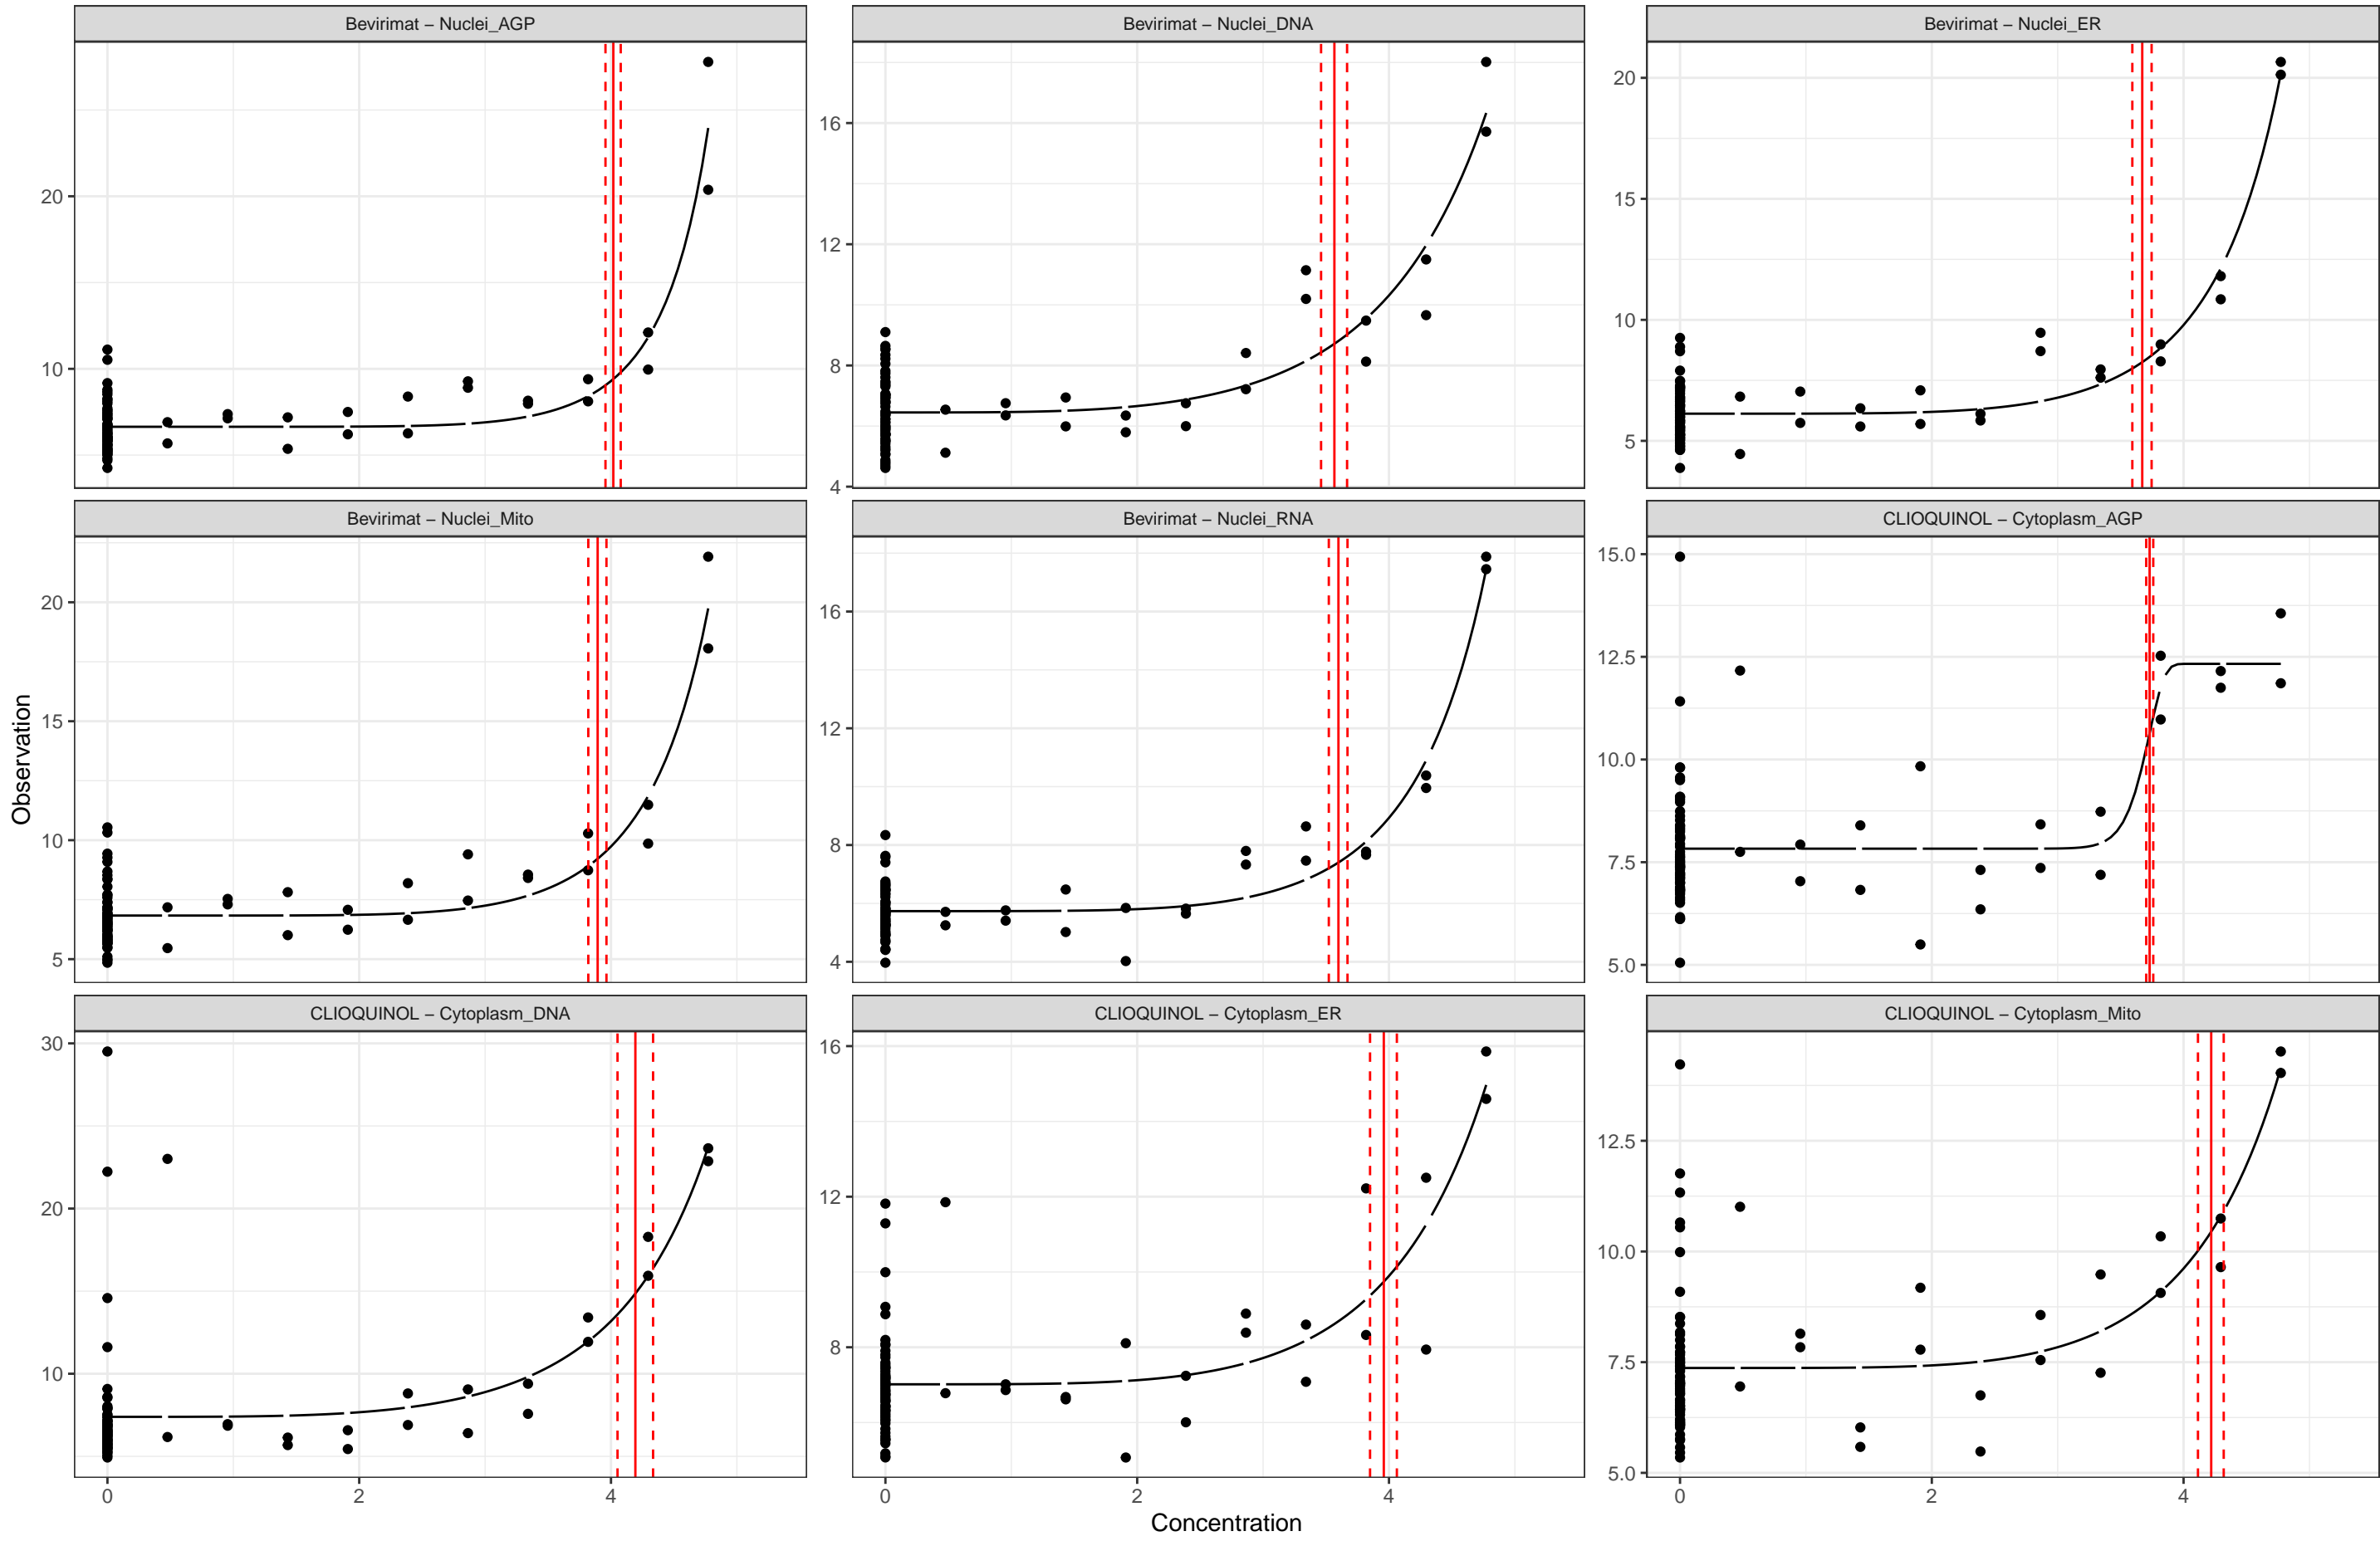 Bevirimat – Nuclei_AGP
Bevirimat – Nuclei_DNA
Bevirimat – Nuclei_ER
20
10
16
12
8
4
20
15
10
5
Bevirimat – Nuclei_Mito
Bevirimat – Nuclei_RNA
CLIOQUINOL – Cytoplasm_AGP
20
15
10
5
16
12
8
4
15.0
12.5
10.0
7.5
5.0
CLIOQUINOL – Cytoplasm_DNA
CLIOQUINOL – Cytoplasm_ER
CLIOQUINOL – Cytoplasm_Mito
30
20
10
16
12
8
12.5
10.0
7.5
5.0
0 2 4
0 2 4
0 2 4
Concentration
Observation